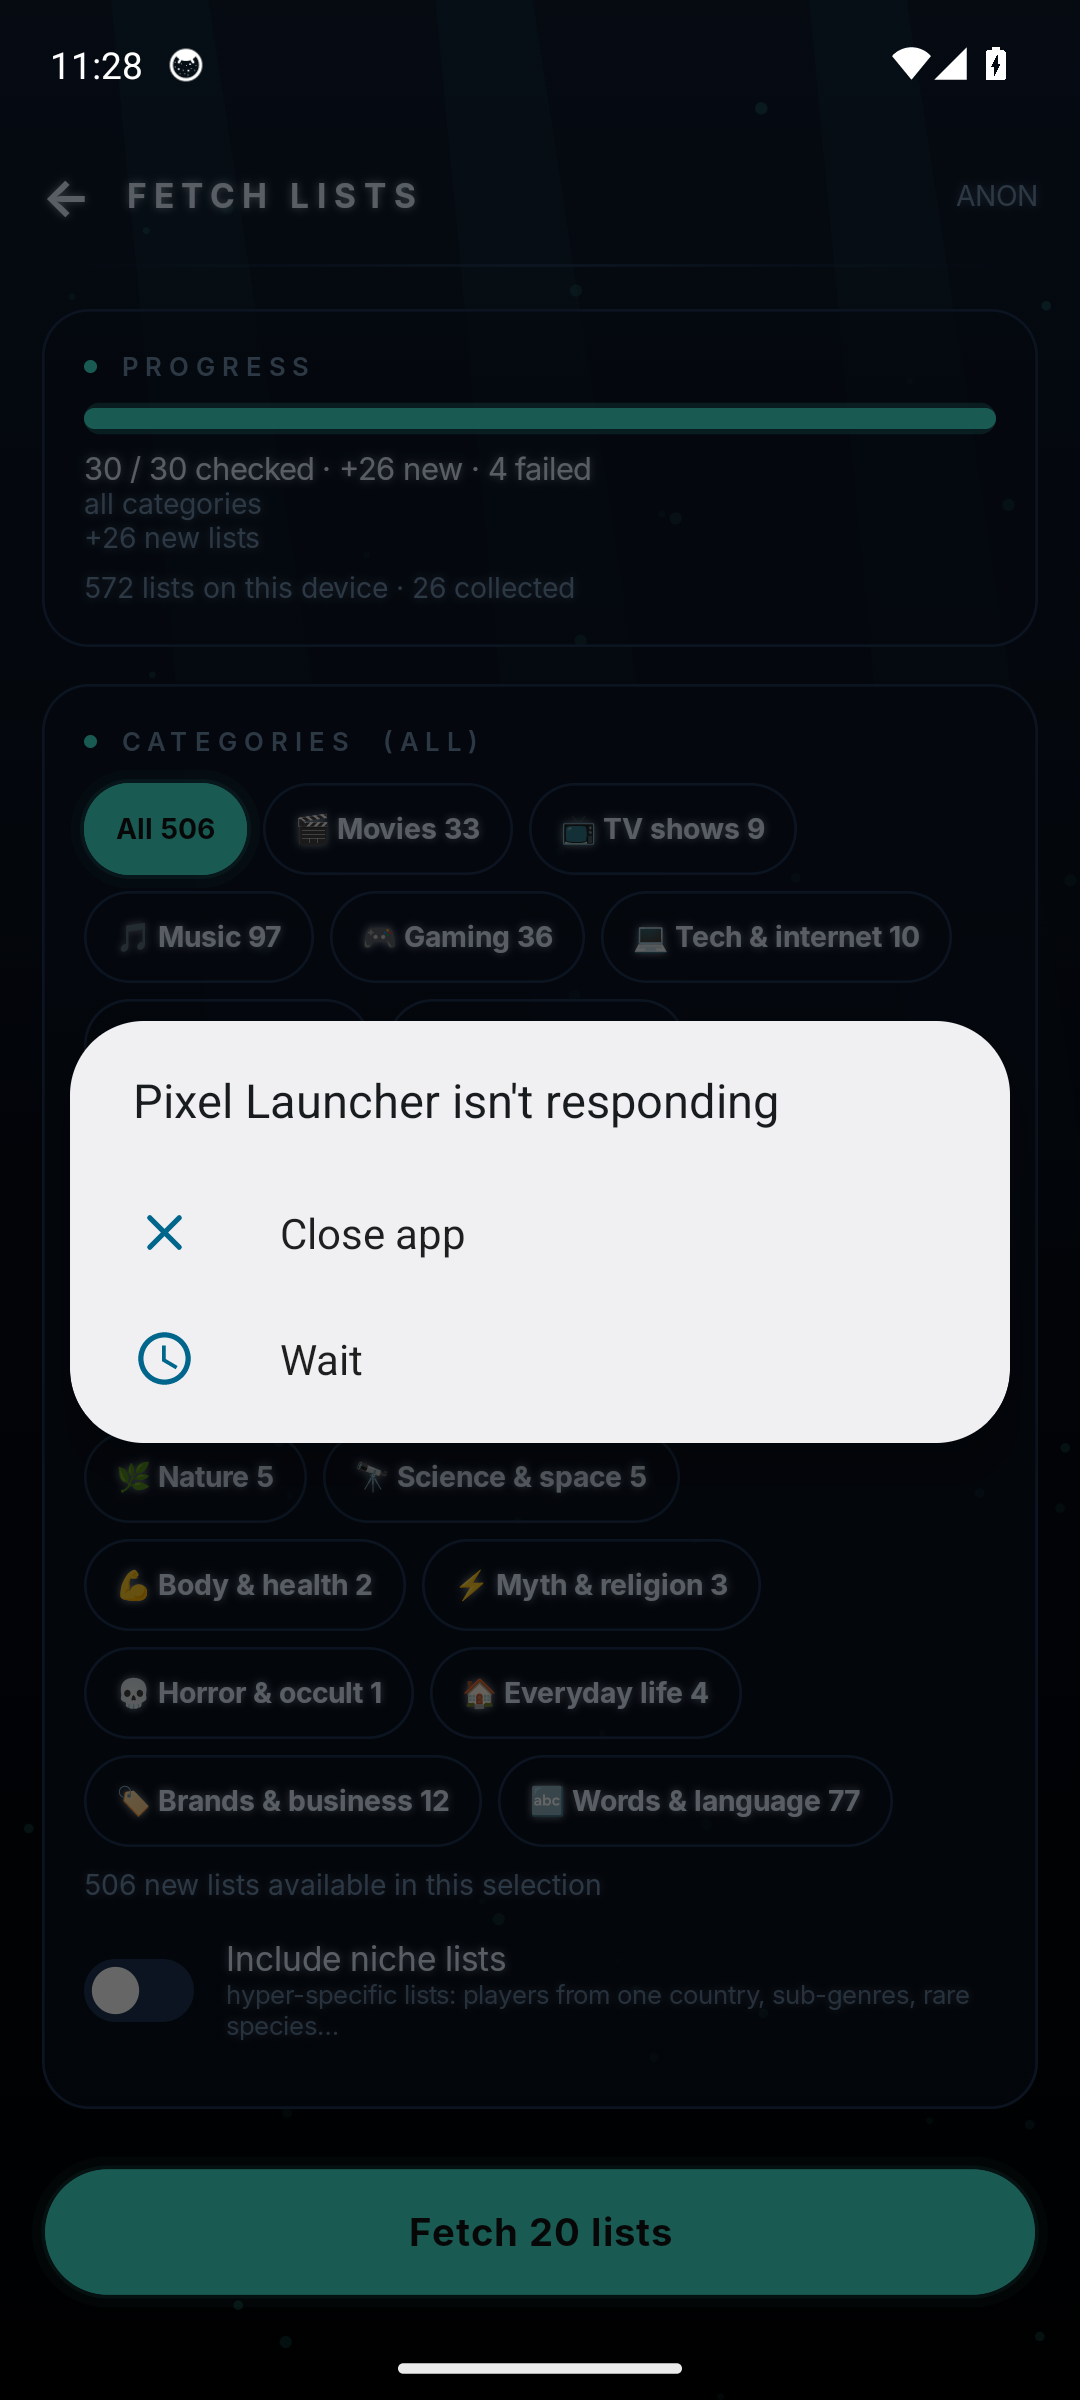 11:28
FETCH LISTS
ANON
PROGRESS
30 / 30 checked · +26 new · 4 failed
all categories
+26 new lists
572 lists on this device · 26 collected
CATEGORIES (ALL)
All 506
Movies 33
TV shows 9
Music 97
Gaming 36
Tech & internet 10
Pixel Launcher isn't responding
Close app
Wait
Nature 5
Science & space 5
Body & health 2
Myth & religion 3
Horror & occult 1
Everyday life 4
Brands & business 12
abc Words & language 77
506 new lists available in this selection
Include niche lists
hyper-specific lists: players from one country, sub-genres, rare
species...
Fetch 20 lists